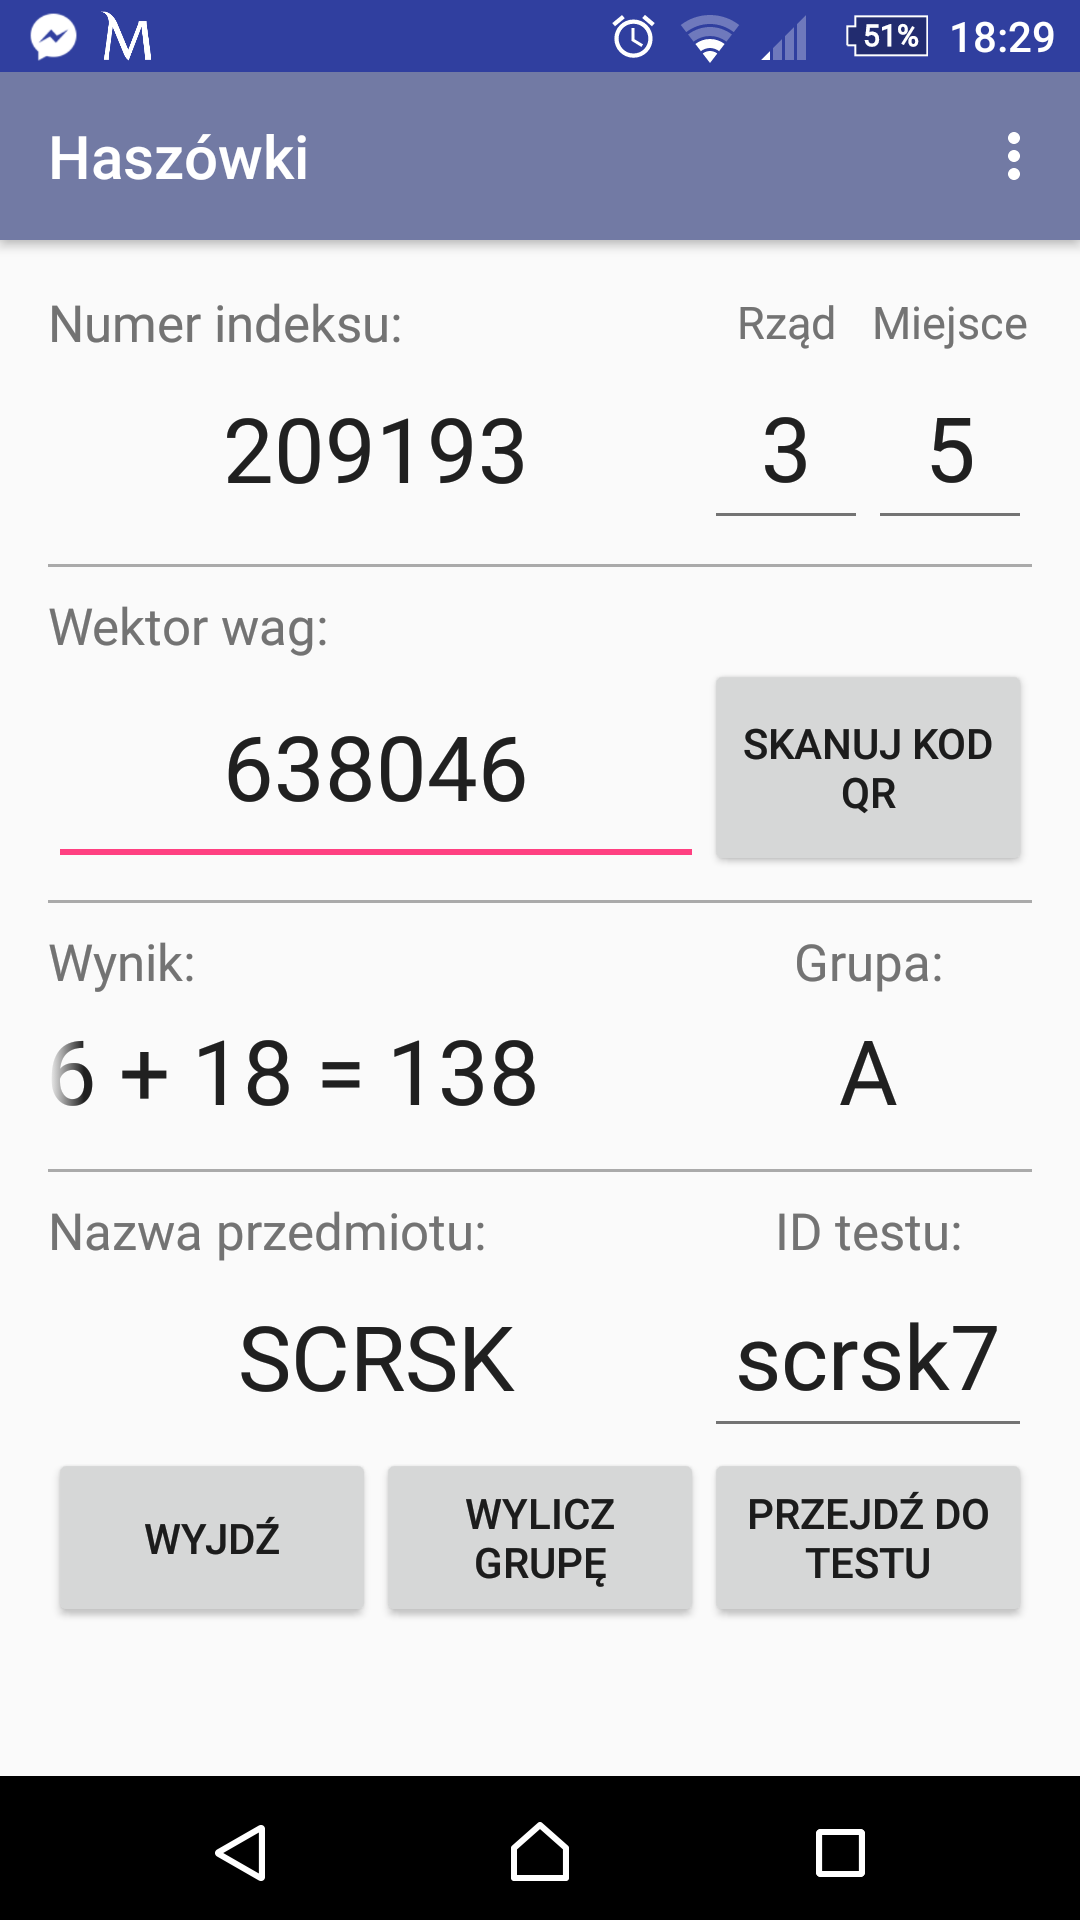 51% 18:29
Haszówki
Numer indeksu: Rząd Miejsce
209193 3 5
Wektor wag:
638046 SKANUJ KOD
QR
Wynik: Grupa:
6 + 18 = 138 A
Nazwa przedmiotu: ID testu:
SCRSK scrsk7
WYJDŹ WYLICZ PRZEJDŹ DO
GRUPĘ TESTU